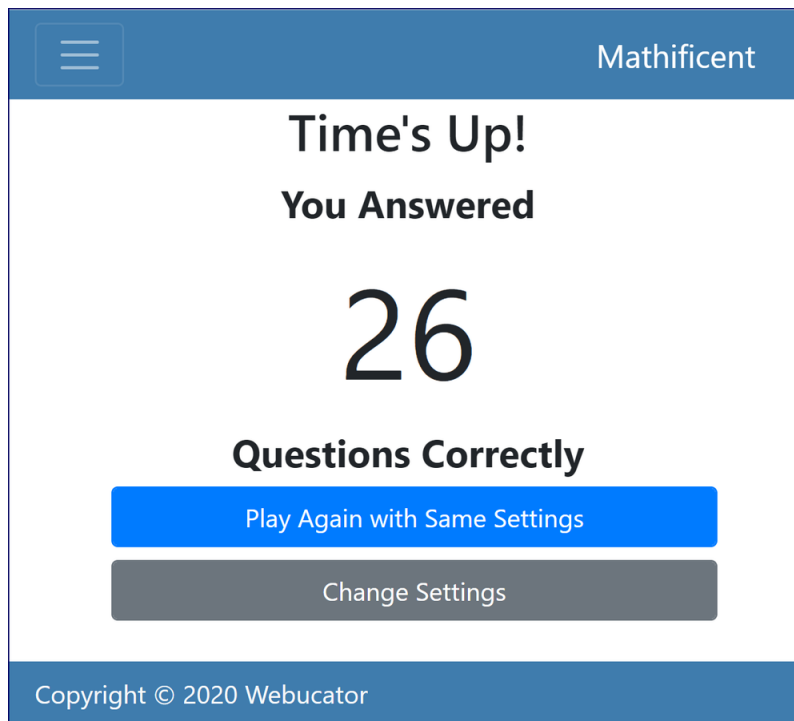 Mathificent
Time's Up!
You Answered
26
Questions Correctly
Play Again with Same Settings
Change Settings
Copyright © 2020 Webucator